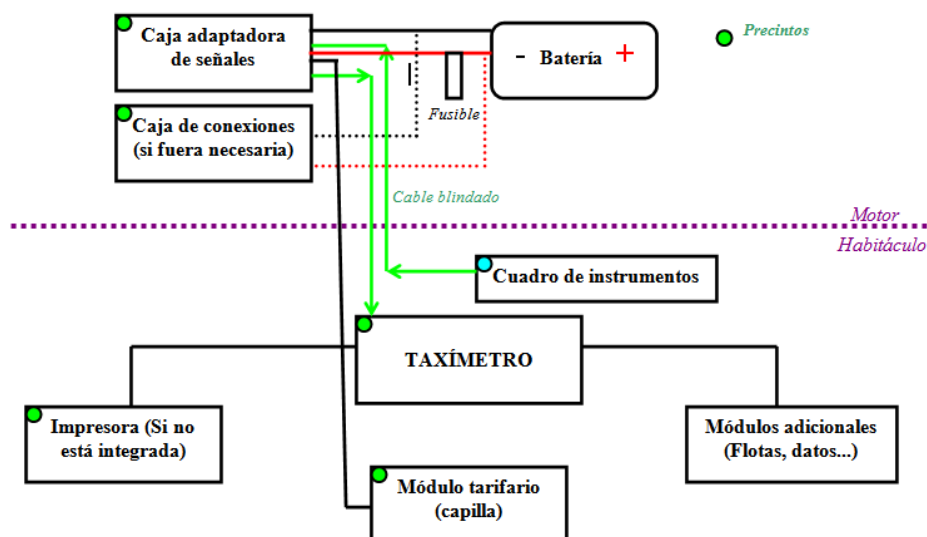 Caja adaptadora
de señales
- Batería +
Precintos
Fusible
Caja de conexiones
(si fuera necesaria)
Cable blindado
Motor
Habitáculo
Cuadro de instrumentos
TAXÍMETRO
Impresora (Si no
está integrada)
Módulos adicionales
(Flotas, datos...)
Módulo tarifario
(capilla)